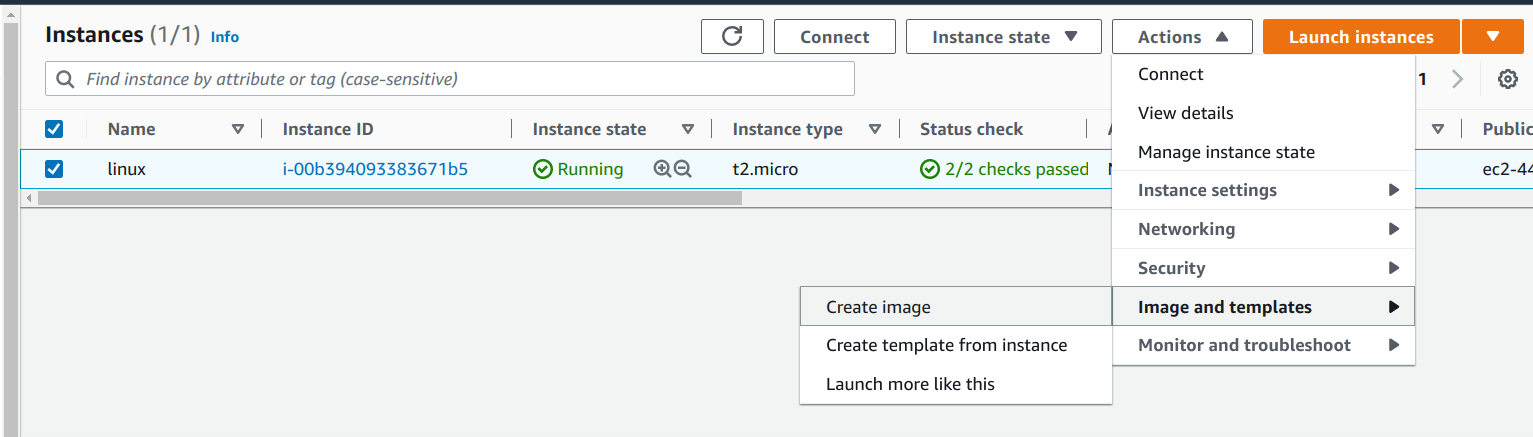 Instances (1/1) Info
Connect
Instance state
Actions
Launch instances
Find instance by attribute or tag (case-sensitive)
1
Name
Instance ID
Instance state
Instance type
Status check
Public
linux
i-00b394093383671b5
Running
t2.micro
2/2 checks passed
ec2-44
Connect
View details
Manage instance state
Instance settings
Networking
Security
Image and templates
Monitor and troubleshoot
Create image
Create template from instance
Launch more like this